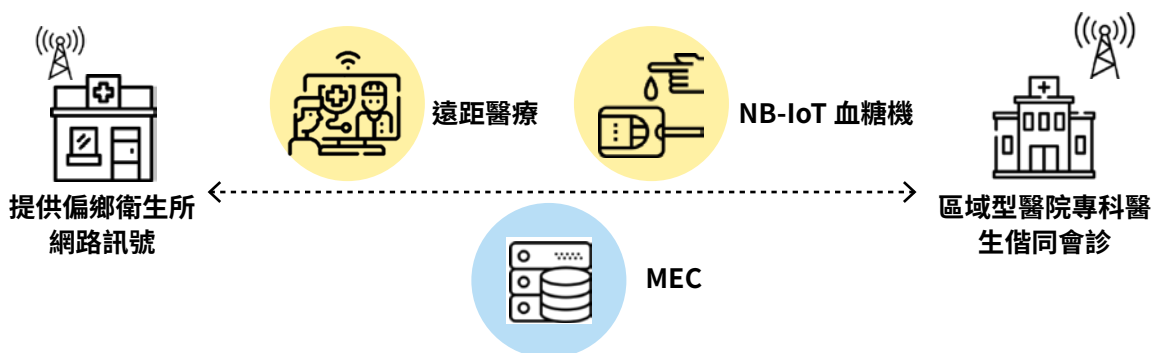 遠距醫療
NB-IoT 血糖機
提供偏鄉衛生所
網路訊號
區域型醫院專科醫
生偕同會診
MEC